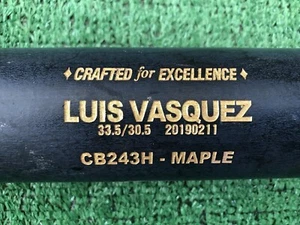 CRAFTED for EXCELLENCE
LUIS VASQUEZ
33.5/30.5 20190211
CB243H - MAPLE